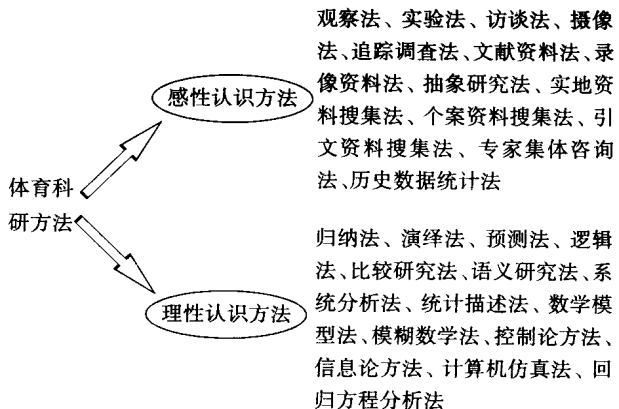 观察法、实验法、访谈法、摄像
法、追踪调查法、文献资料法、录
像资料法、抽象研究法、实地资
料搜集法、个案资料搜集法、引
文资料搜集法、专家集体咨询
法、历史数据统计法
感性认识方法
体育科
研方法
归纳法、演绎法、预测法、逻辑
法、比较研究法、语义研究法、系
统分析法、统计描述法、数学模
型法、模糊数学法、控制论方法、
信息论方法、计算机仿真法、回
归方程分析法
理性认识方法